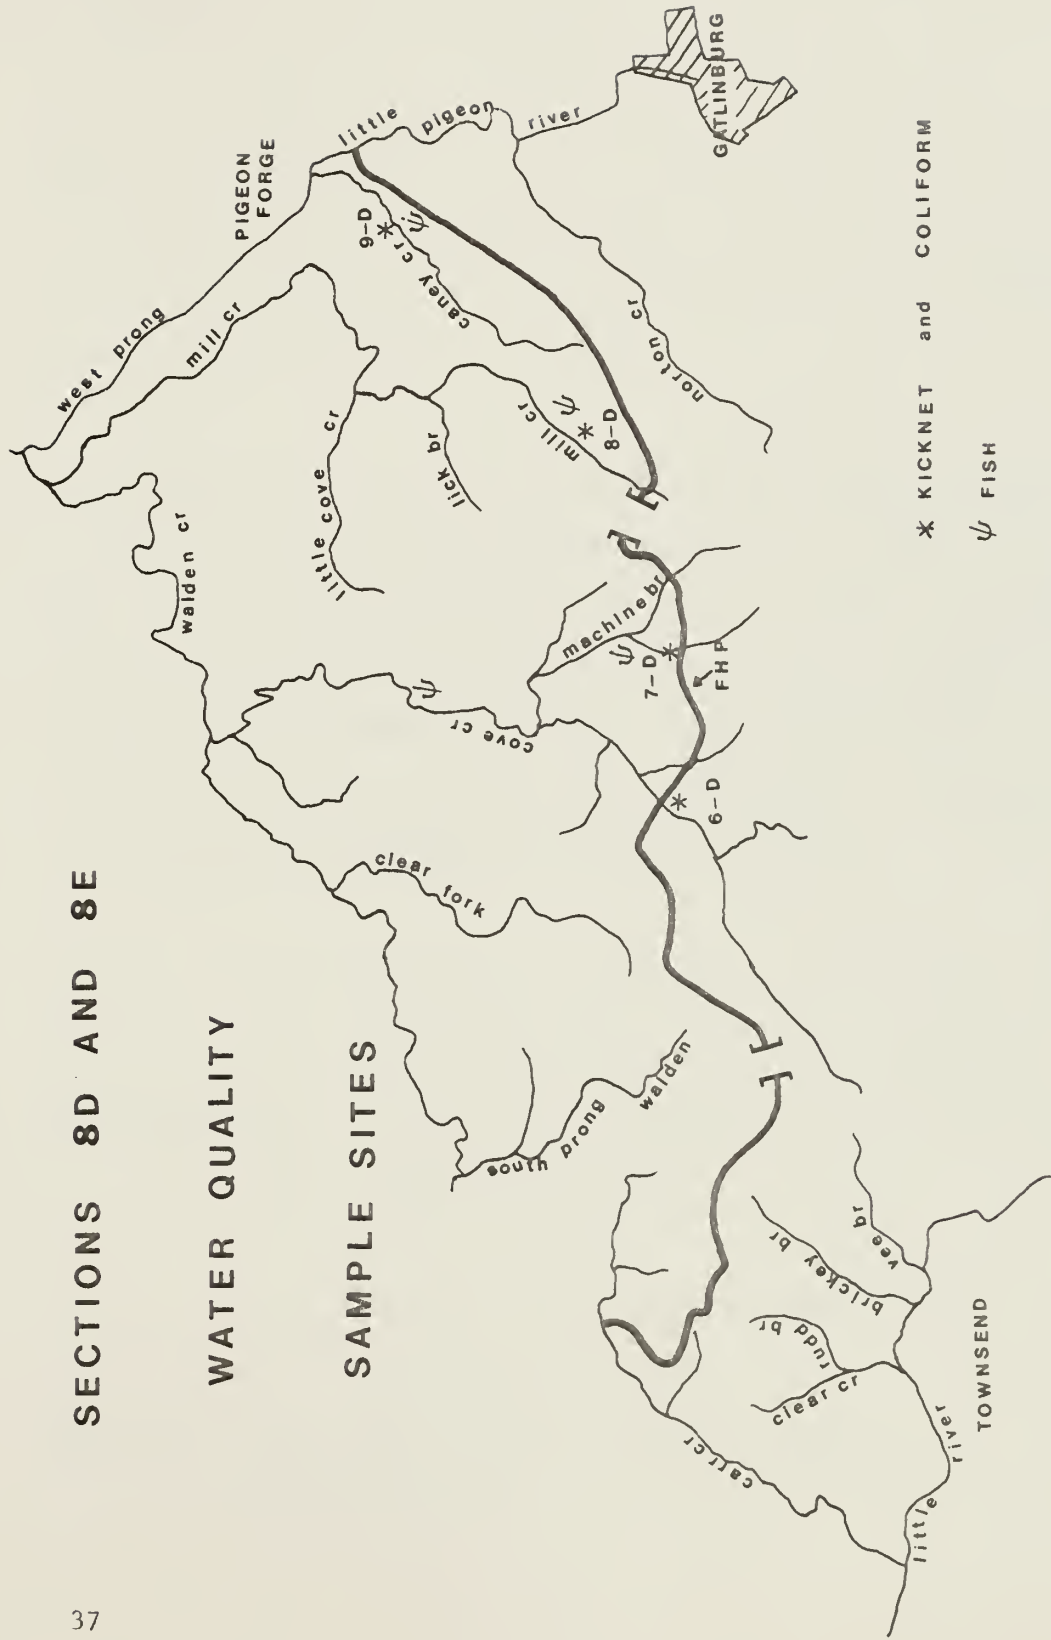 SECTIONS 8D AND 8E
WATER QUALITY
SAMPLE SITES
west prong
little pigeon river
PIGEON
FORGE
GATLINBURG
mill cr
walden cr
little cove cr
lick br
mill cr
8-D
caney cr
9-D
norton cr
cove cr
machine br
7-D
FHP
6-D
clear fork
south prong walden
carr cr
clear cr
rudd br
brickey br
vee br
little river
TOWNSEND
* KICKNET and COLIFORM
ψ FISH
37